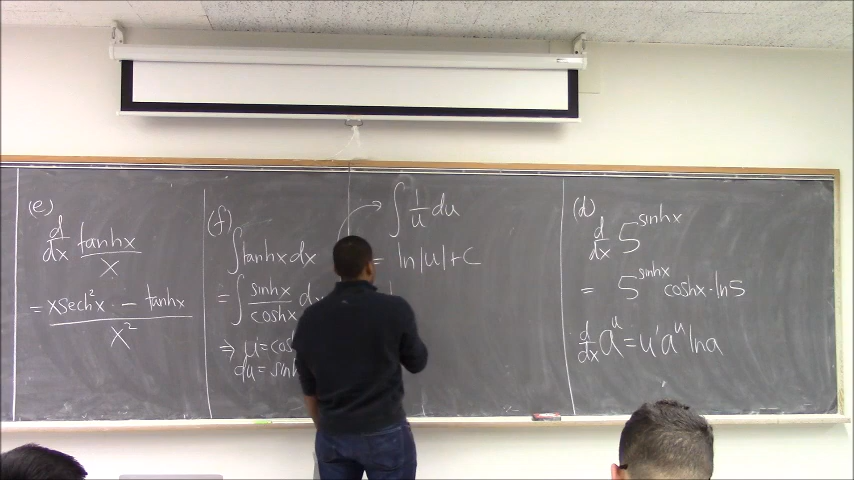 (e)
d/dx tanhx/x
= xsech²x · − tanhx / x²
(f)
∫tanhx dx
= ∫ sinhx/coshx dx
⇒ u = cos
du = sinh
∫ 1/u du
= ln|u|+C
(d)
d/dx 5^sinhx
= 5^sinhx coshx·ln5
d/dx a^u = u'a^u lna